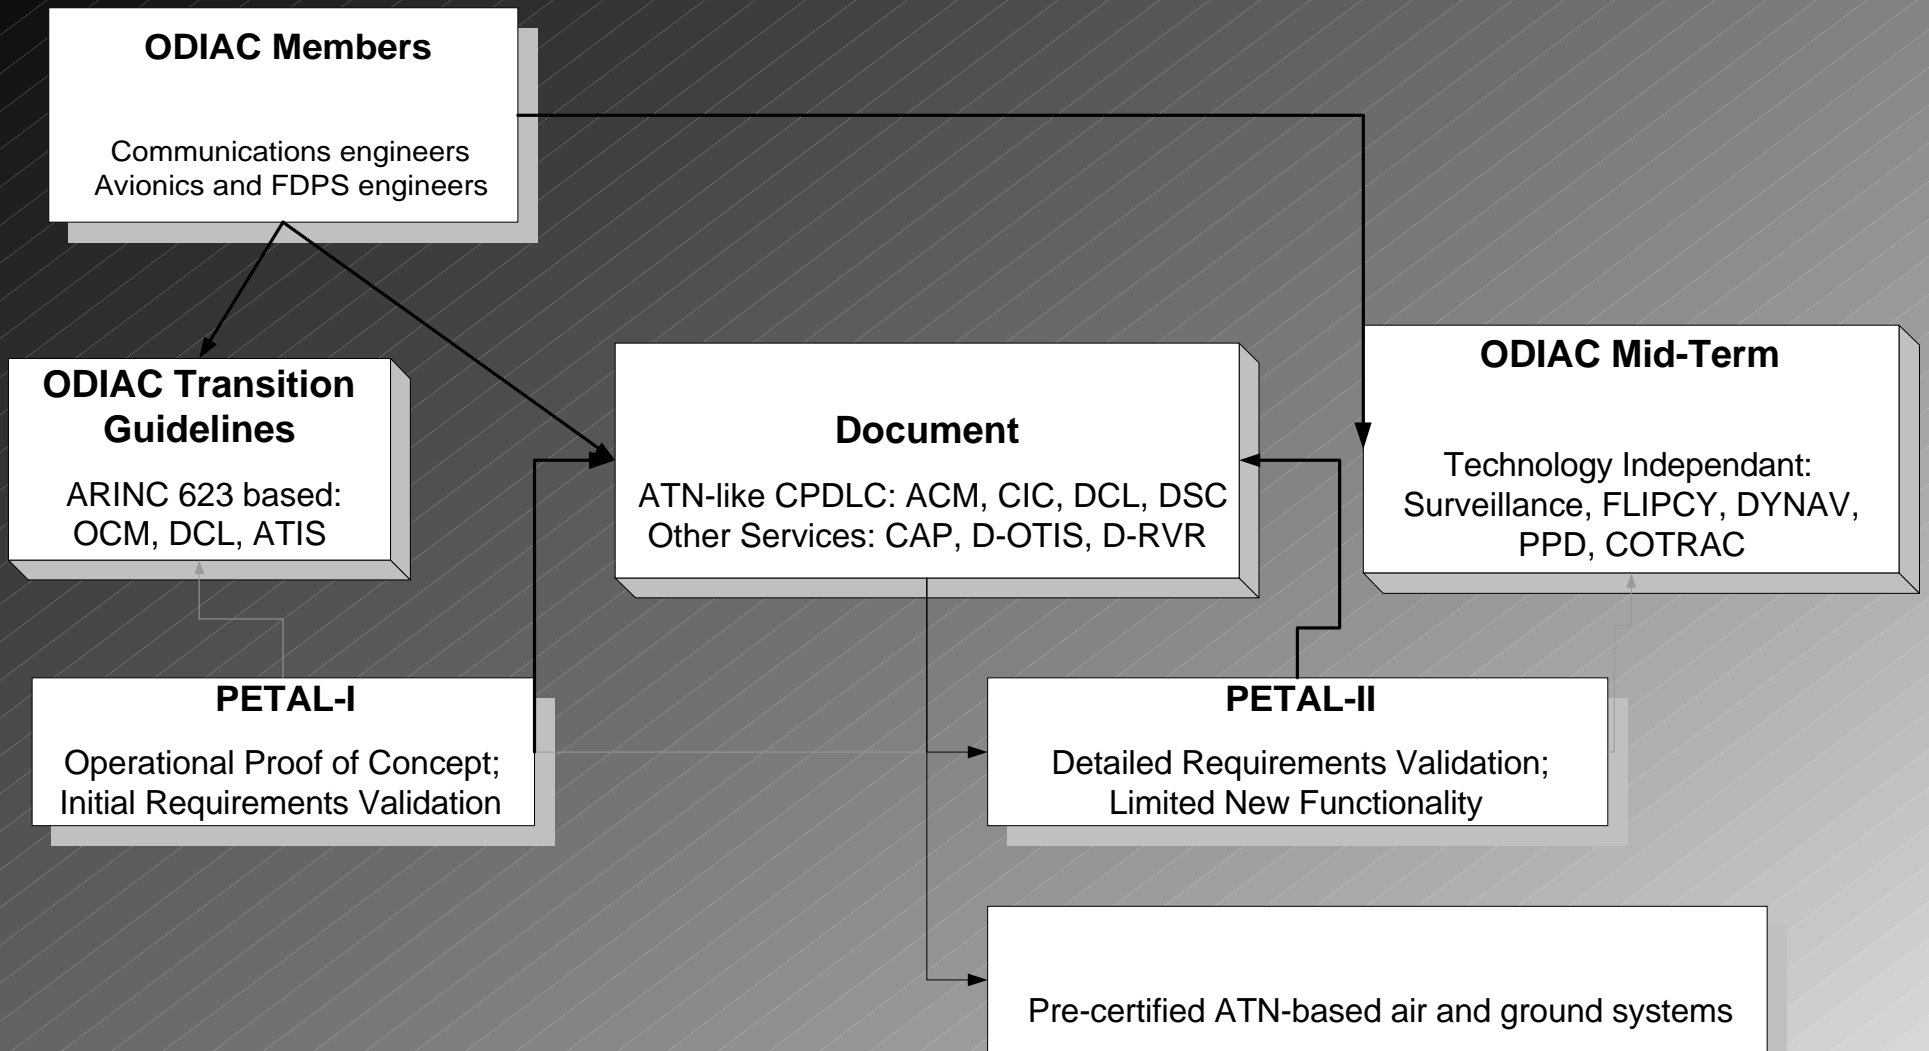 ODIAC Members
Communications engineers
Avionics and FDPS engineers
ODIAC Transition
Guidelines
ARINC 623 based:
OCM, DCL, ATIS
Document
ATN-like CPDLC: ACM, CIC, DCL, DSC
Other Services: CAP, D-OTIS, D-RVR
ODIAC Mid-Term
Technology Independant:
Surveillance, FLIPCY, DYNAV,
PPD, COTRAC
PETAL-I
Operational Proof of Concept;
Initial Requirements Validation
PETAL-II
Detailed Requirements Validation;
Limited New Functionality
Pre-certified ATN-based air and ground systems